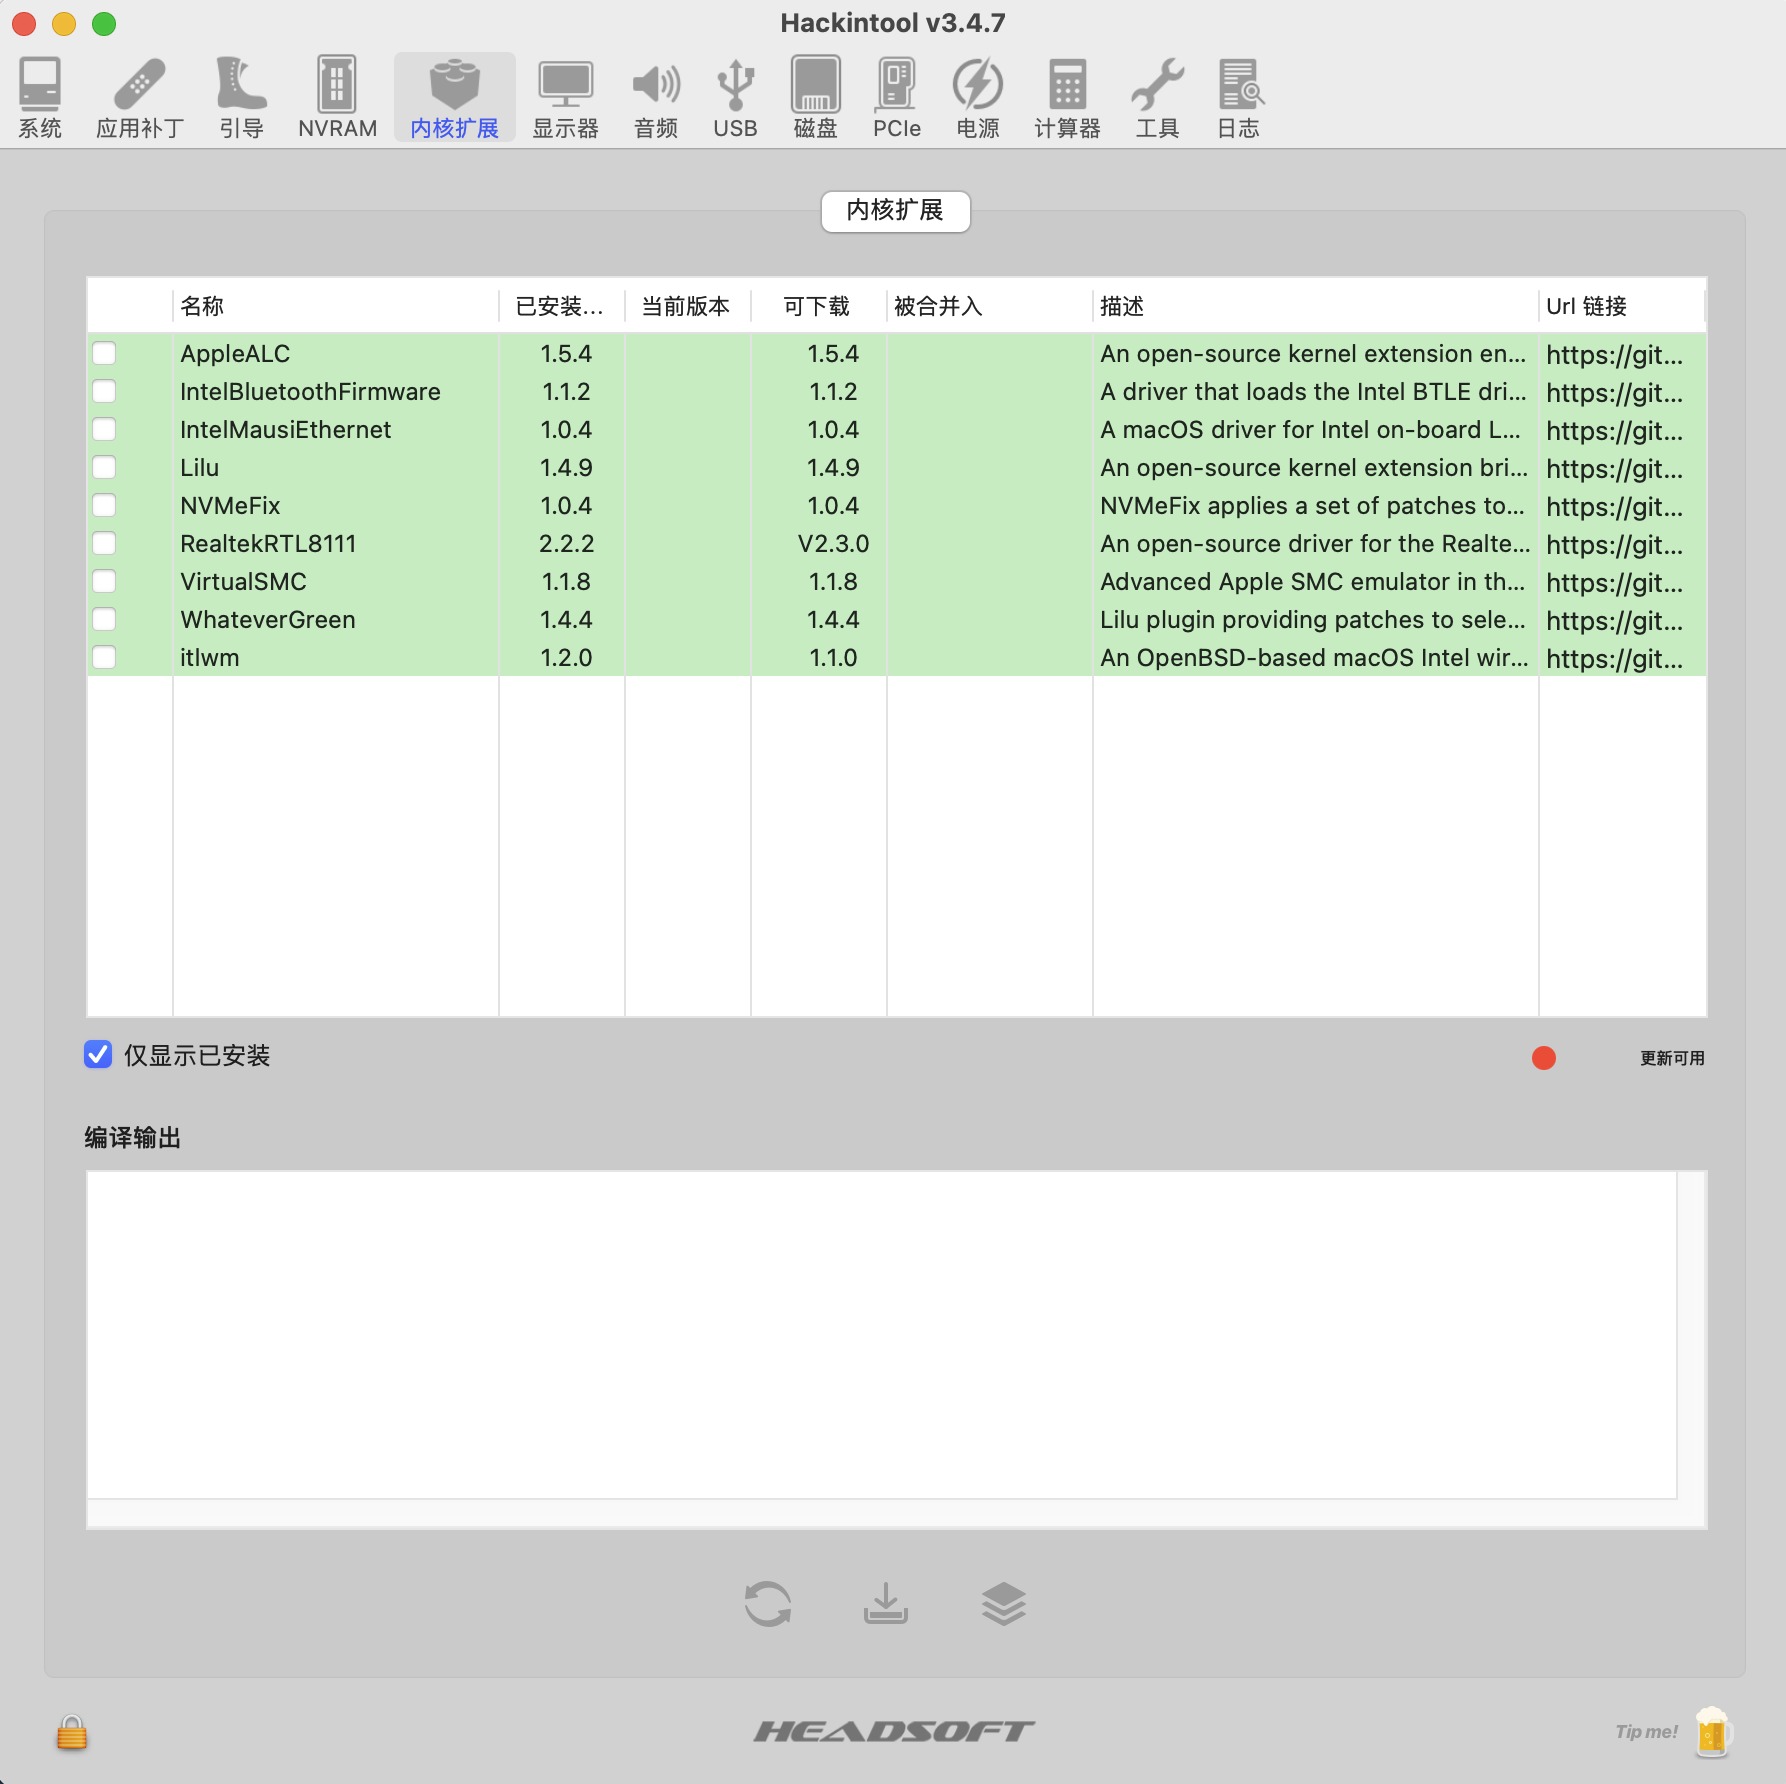 Hackintool v3.4.7
系统 应用补丁 引导 NVRAM 内核扩展 显示器 音频 USB 磁盘 PCIe 电源 计算器 工具 日志
内核扩展
名称 已安装... 当前版本 可下载 被合并入 描述 Url 链接
AppleALC 1.5.4 1.5.4 An open-source kernel extension en... https://git...
IntelBluetoothFirmware 1.1.2 1.1.2 A driver that loads the Intel BTLE dri... https://git...
IntelMausiEthernet 1.0.4 1.0.4 A macOS driver for Intel on-board L... https://git...
Lilu 1.4.9 1.4.9 An open-source kernel extension bri... https://git...
NVMeFix 1.0.4 1.0.4 NVMeFix applies a set of patches to... https://git...
RealtekRTL8111 2.2.2 V2.3.0 An open-source driver for the Realte... https://git...
VirtualSMC 1.1.8 1.1.8 Advanced Apple SMC emulator in th... https://git...
WhateverGreen 1.4.4 1.4.4 Lilu plugin providing patches to sele... https://git...
itlwm 1.2.0 1.1.0 An OpenBSD-based macOS Intel wir... https://git...
仅显示已安装 更新可用
编译输出
HEADSOFT Tip me!